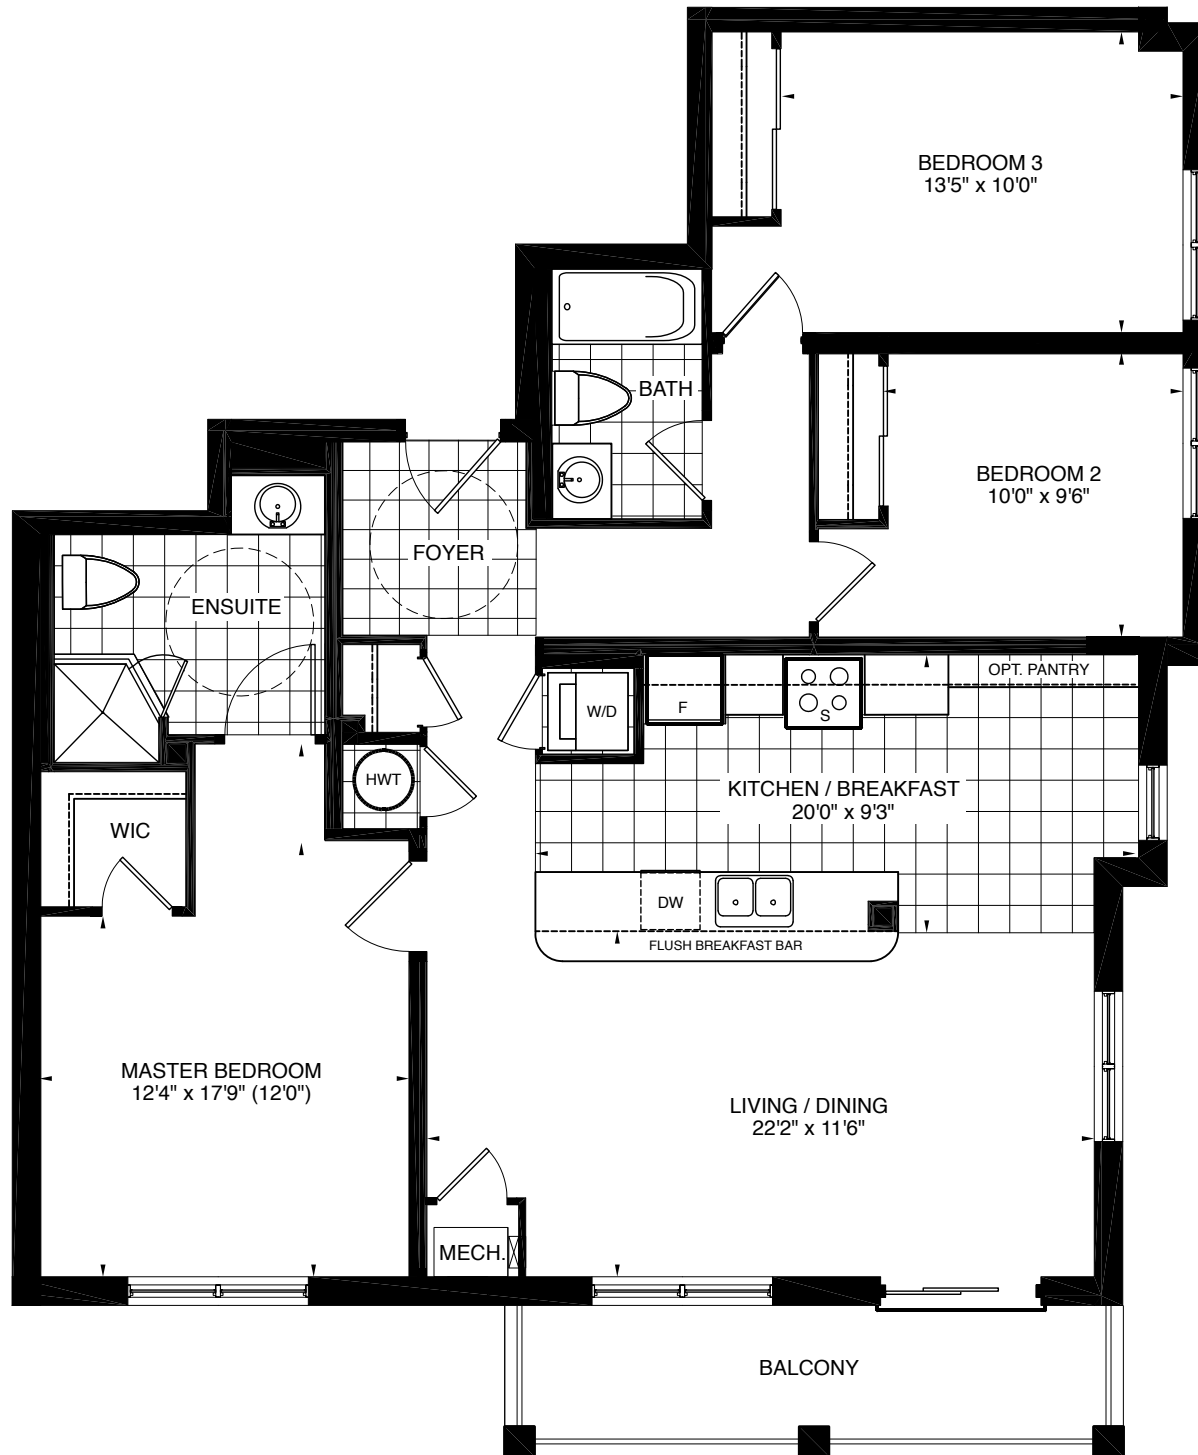 BEDROOM 3
13'5" x 10'0"
BATH
BEDROOM 2
10'0" x 9'6"
FOYER
ENSUITE
OPT. PANTRY
W/D
F
S
HWT
KITCHEN / BREAKFAST
20'0" x 9'3"
WIC
DW
FLUSH BREAKFAST BAR
MASTER BEDROOM
12'4" x 17'9" (12'0")
LIVING / DINING
22'2" x 11'6"
MECH.
BALCONY